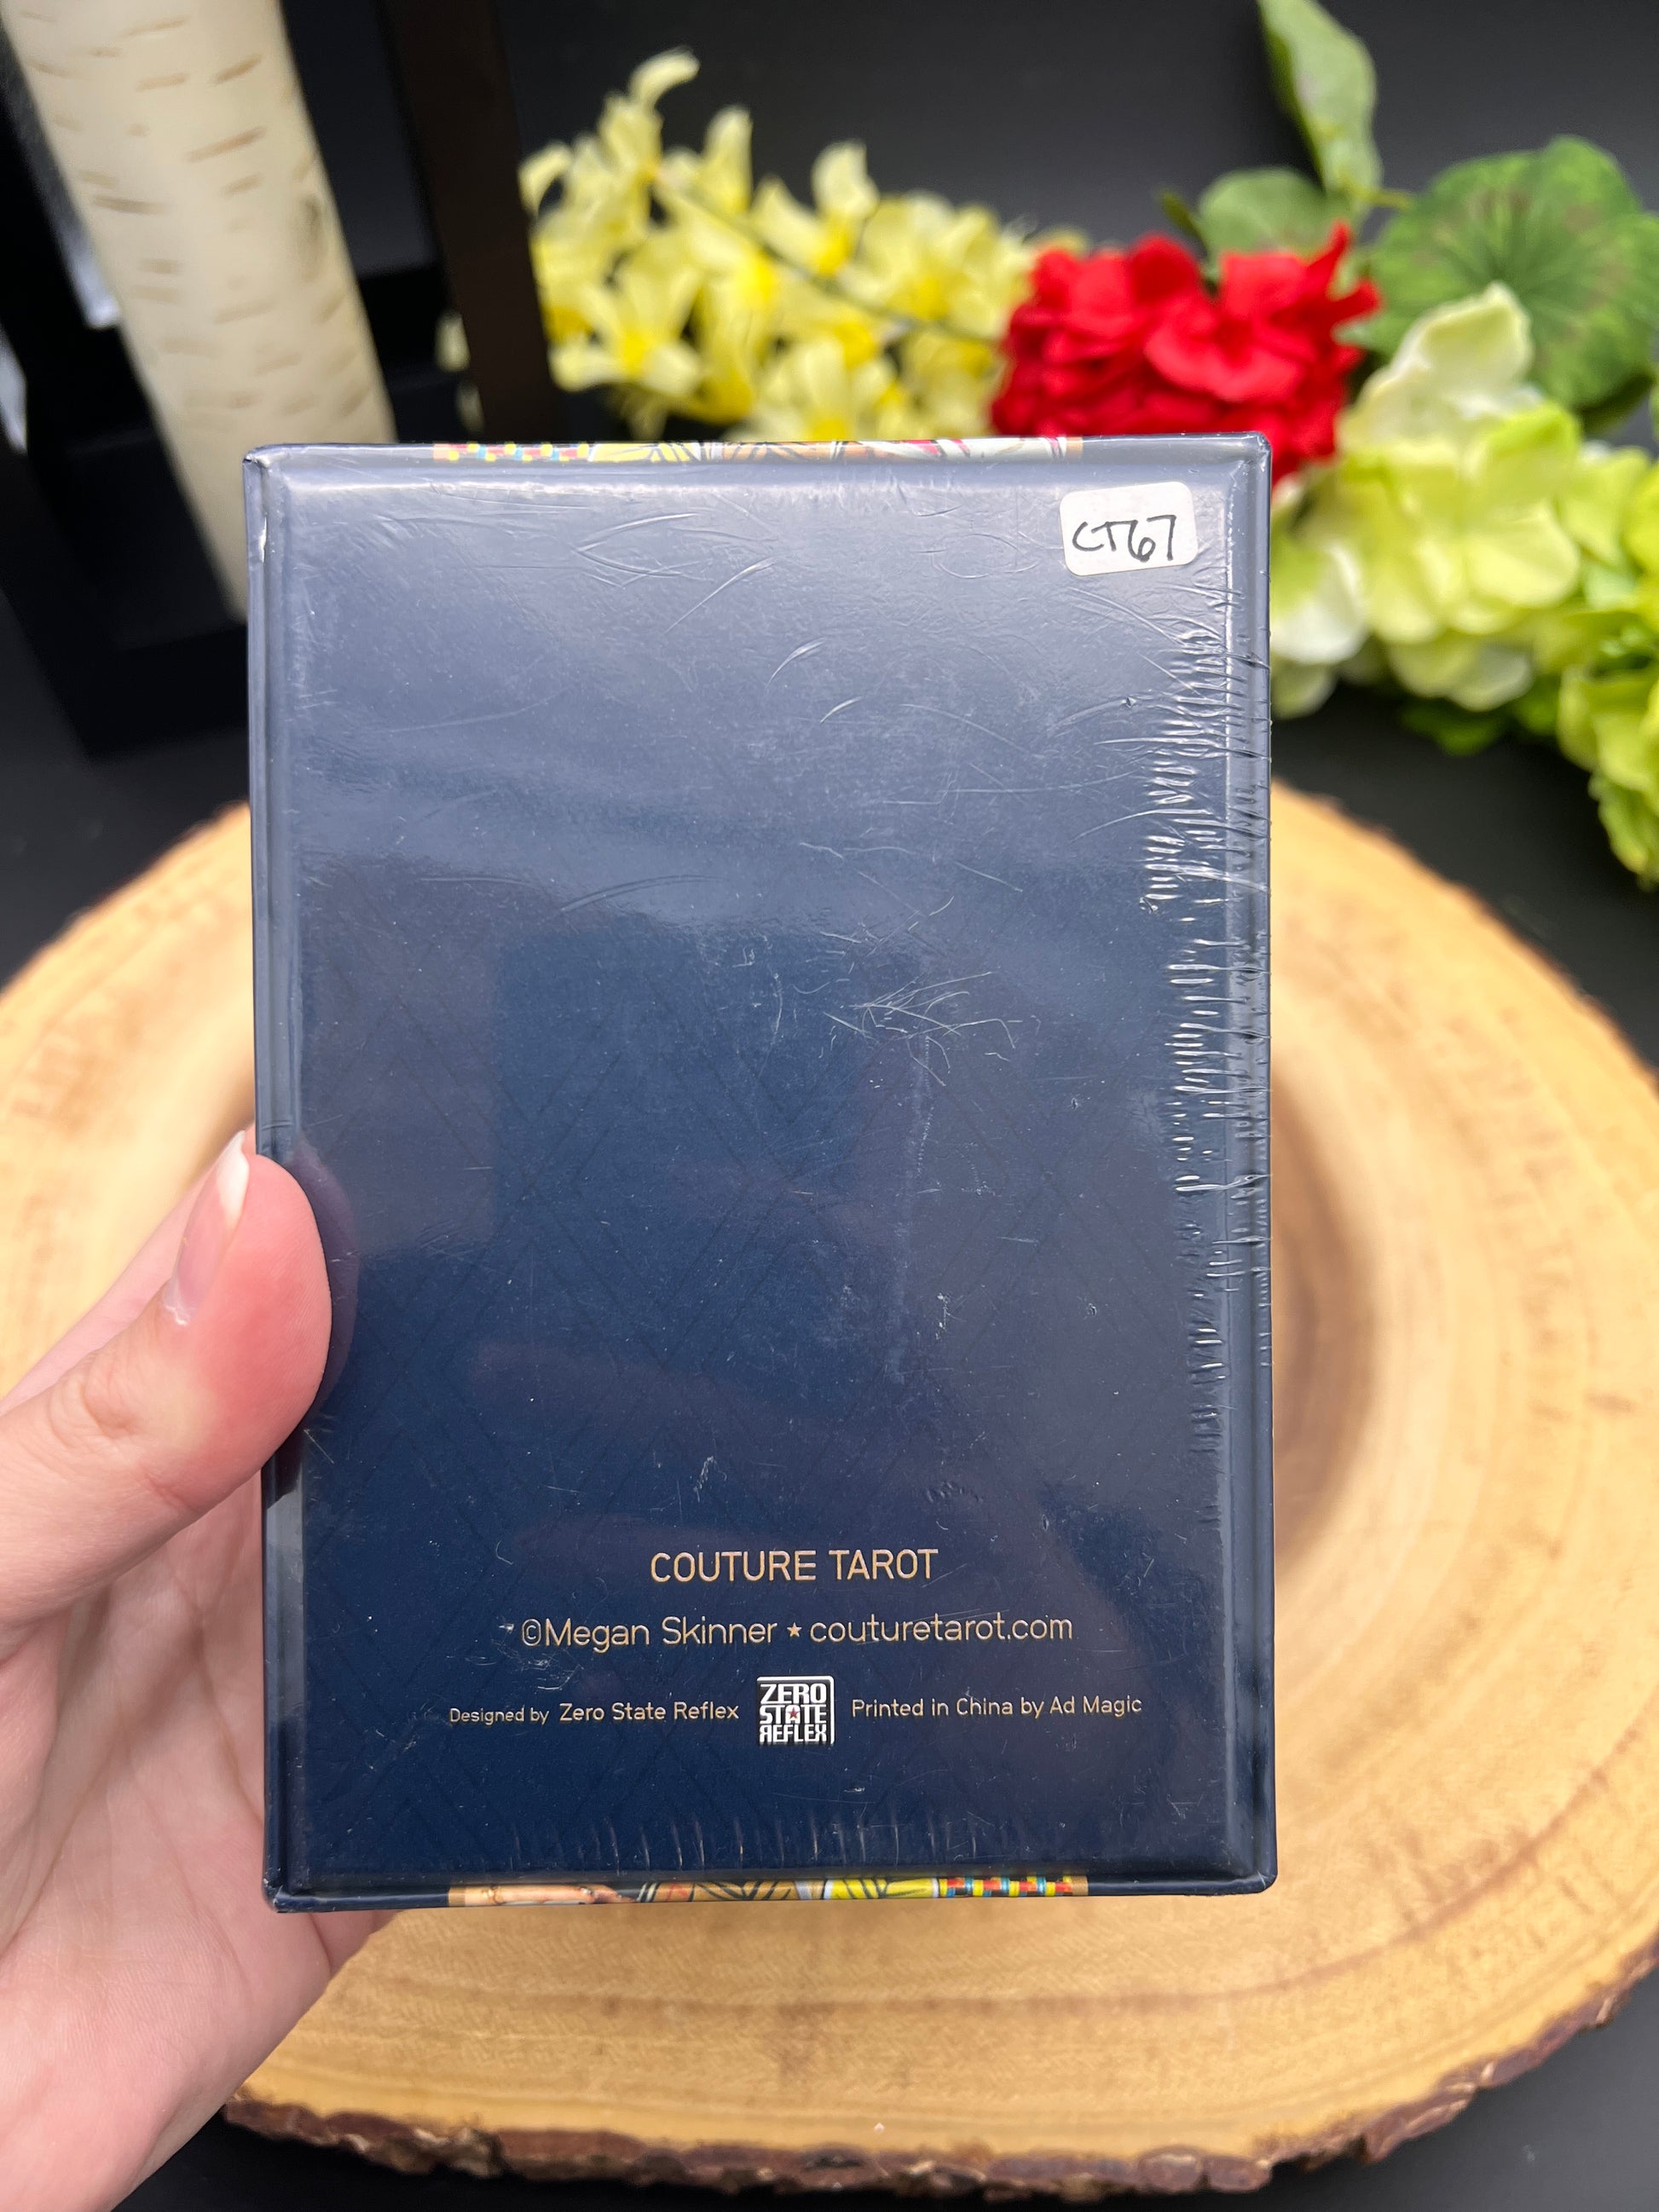 CT67
COUTURE TAROT
©Megan Skinner ★ couturetarot.com
Designed by Zero State Reflex ZERO STATE REFLEX Printed in China by Ad Magic